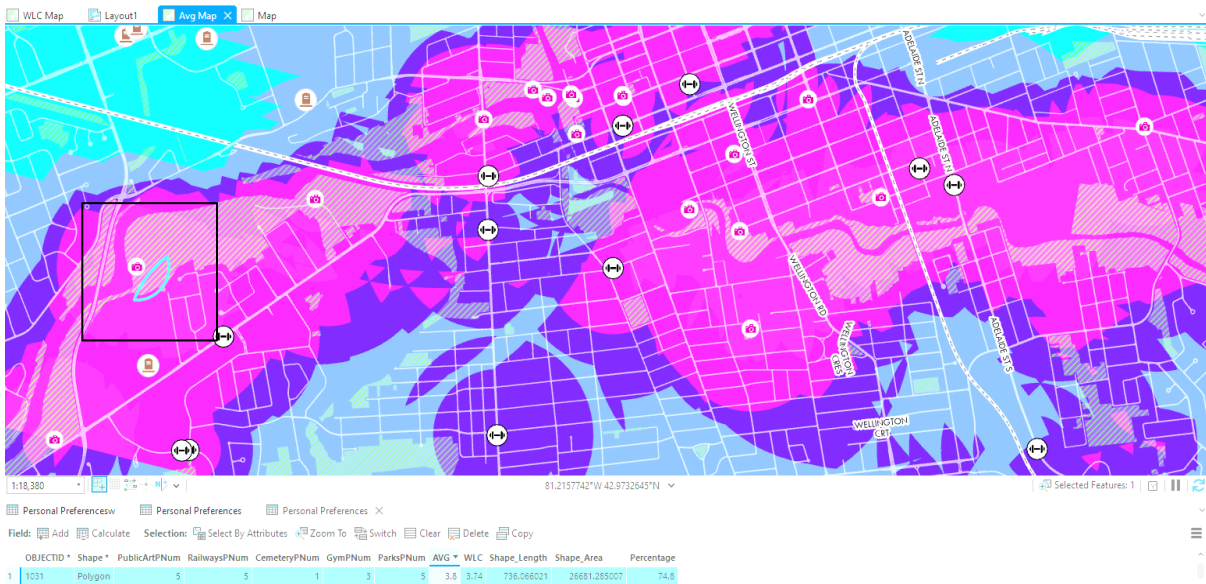 WLC Map Layout1 Avg Map Map
ADELAIDE ST N
WELLINGTON ST
ADELAIDE ST N
WELLINGTON RD
WELLINGTON CRES
ADELAIDE ST S
WELLINGTON
CRT
1:18,380 81.2157742°W 42.9732645°N Selected Features: 1
Personal Preferencesw Personal Preferences Personal Preferences
Field: Add Calculate Selection: Select By Attributes Zoom To Switch Clear Delete Copy
OBJECTID * Shape * PublicArtPNum RailwaysPNum CemeteryPNum GymPNum ParksPNum AVG WLC Shape_Length Shape_Area Percentage
1 1031 Polygon 5 5 1 3 5 3.8 3.74 736.066021 26681.285007 74.8